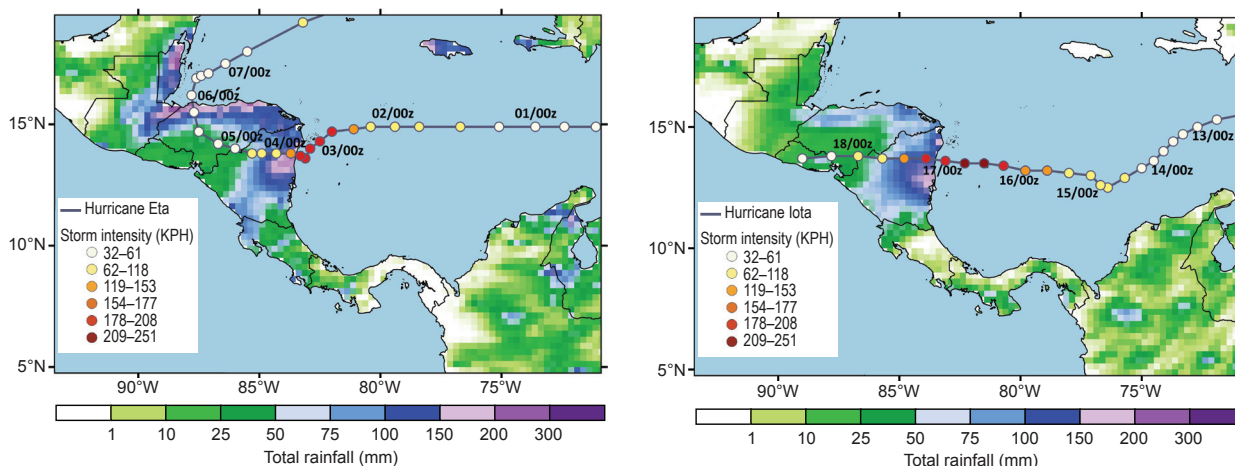 15°N
10°N
5°N
90°W
85°W
80°W
75°W
07/00z
06/00z
05/00z
04/00z
03/00z
02/00z
01/00z
Hurricane Eta
Storm intensity (KPH)
32–61
62–118
119–153
154–177
178–208
209–251
1 10 25 50 75 100 150 200 300
Total rainfall (mm)
15°N
10°N
5°N
90°W
85°W
80°W
75°W
18/00z
17/00z
16/00z
15/00z
14/00z
13/00z
Hurricane Iota
Storm intensity (KPH)
32–61
62–118
119–153
154–177
178–208
209–251
1 10 25 50 75 100 150 200 300
Total rainfall (mm)